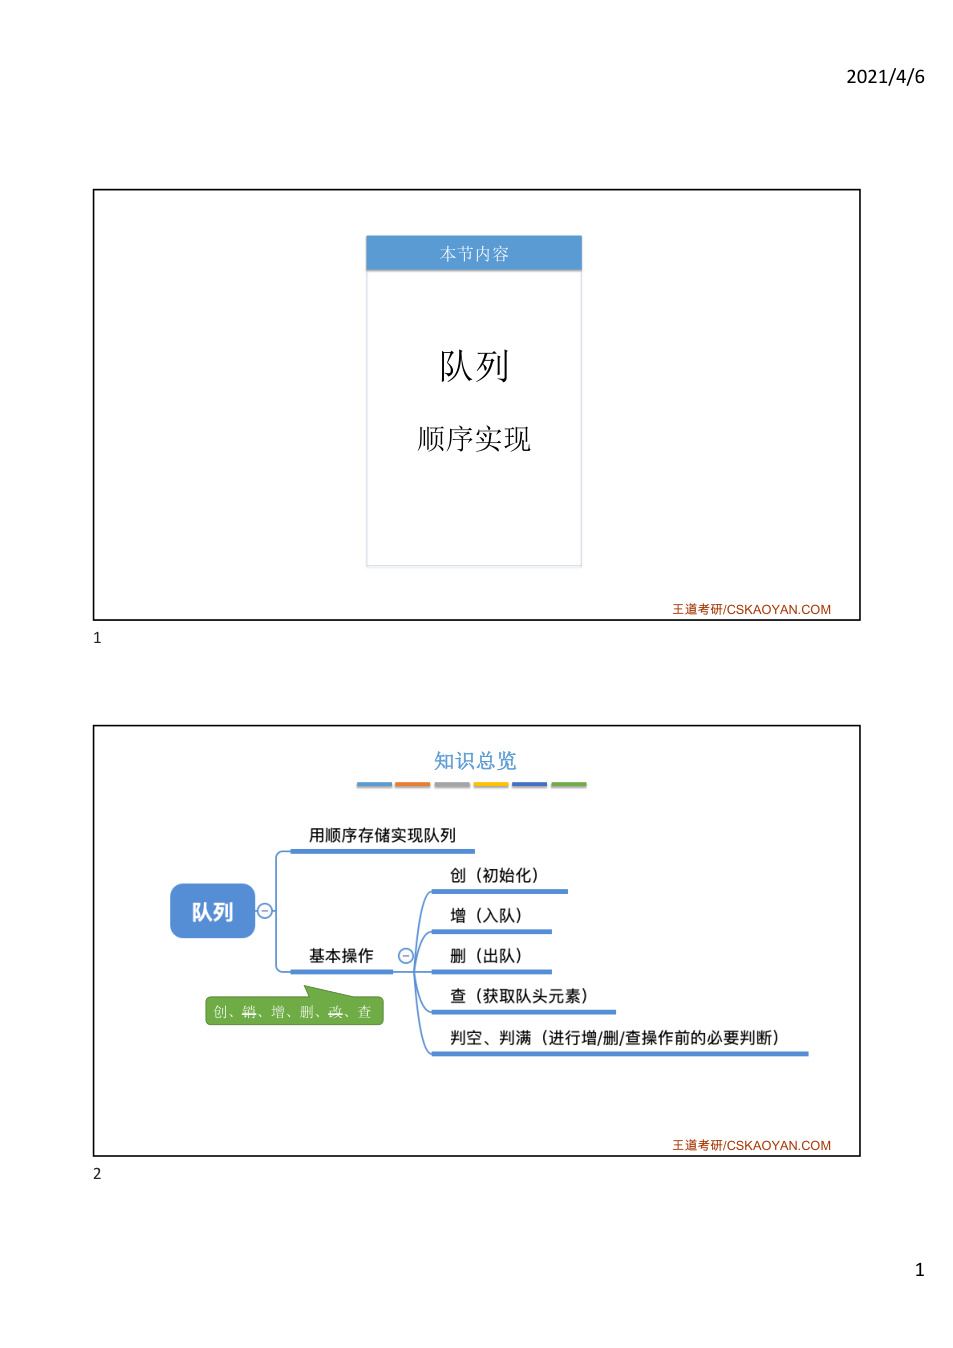 2021/4/6
本节内容
队列
顺序实现
王道考研/CSKAOYAN.COM
1
知识总览
用顺序存储实现队列
创（初始化）
增（入队）
队列
基本操作
删（出队）
查（获取队头元素）
创、销、增、删、改、查
判空、判满（进行增/删/查操作前的必要判断）
王道考研/CSKAOYAN.COM
2
1